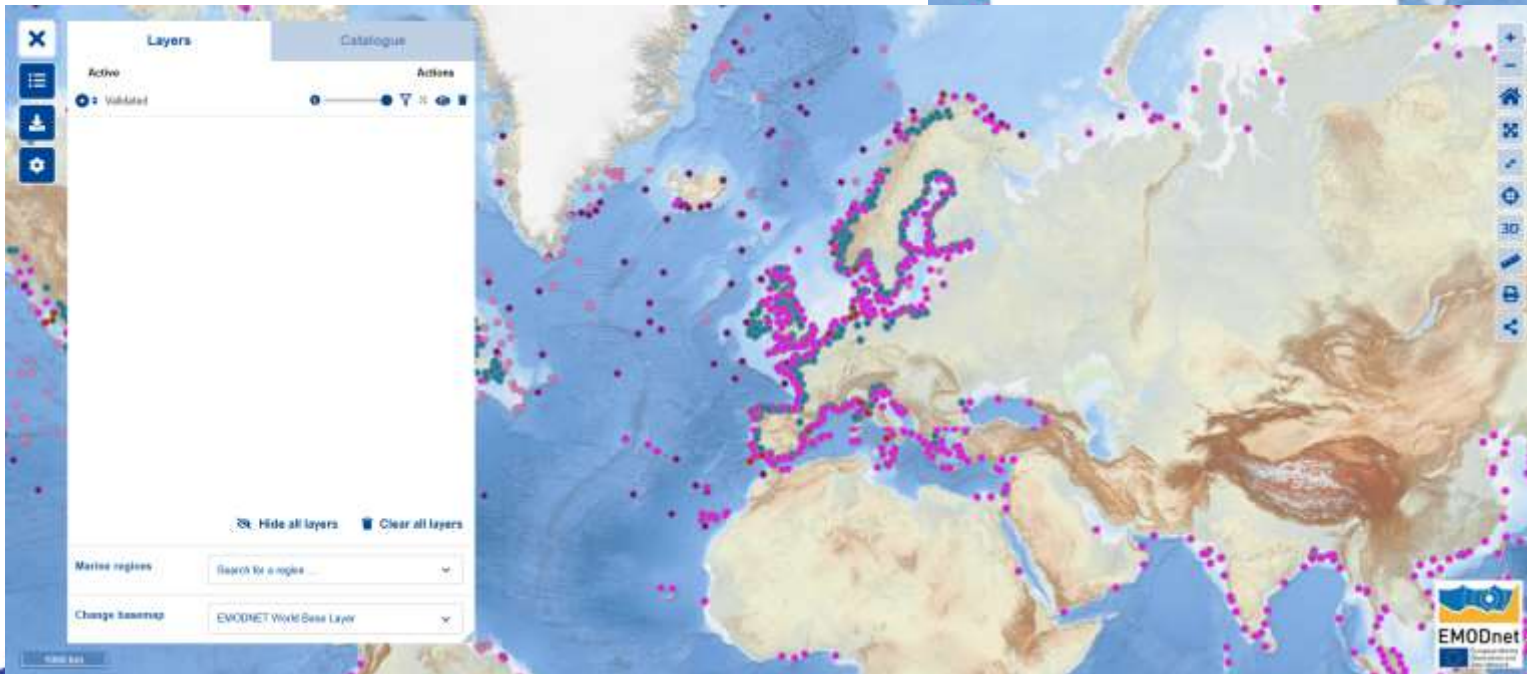 Layers
Catalogue
Active
Actions
Validated
Hide all layers
Clear all layers
Marine regions
Search for a region ...
Change basemap
EMODNET World Base Layer
3D
EMODnet